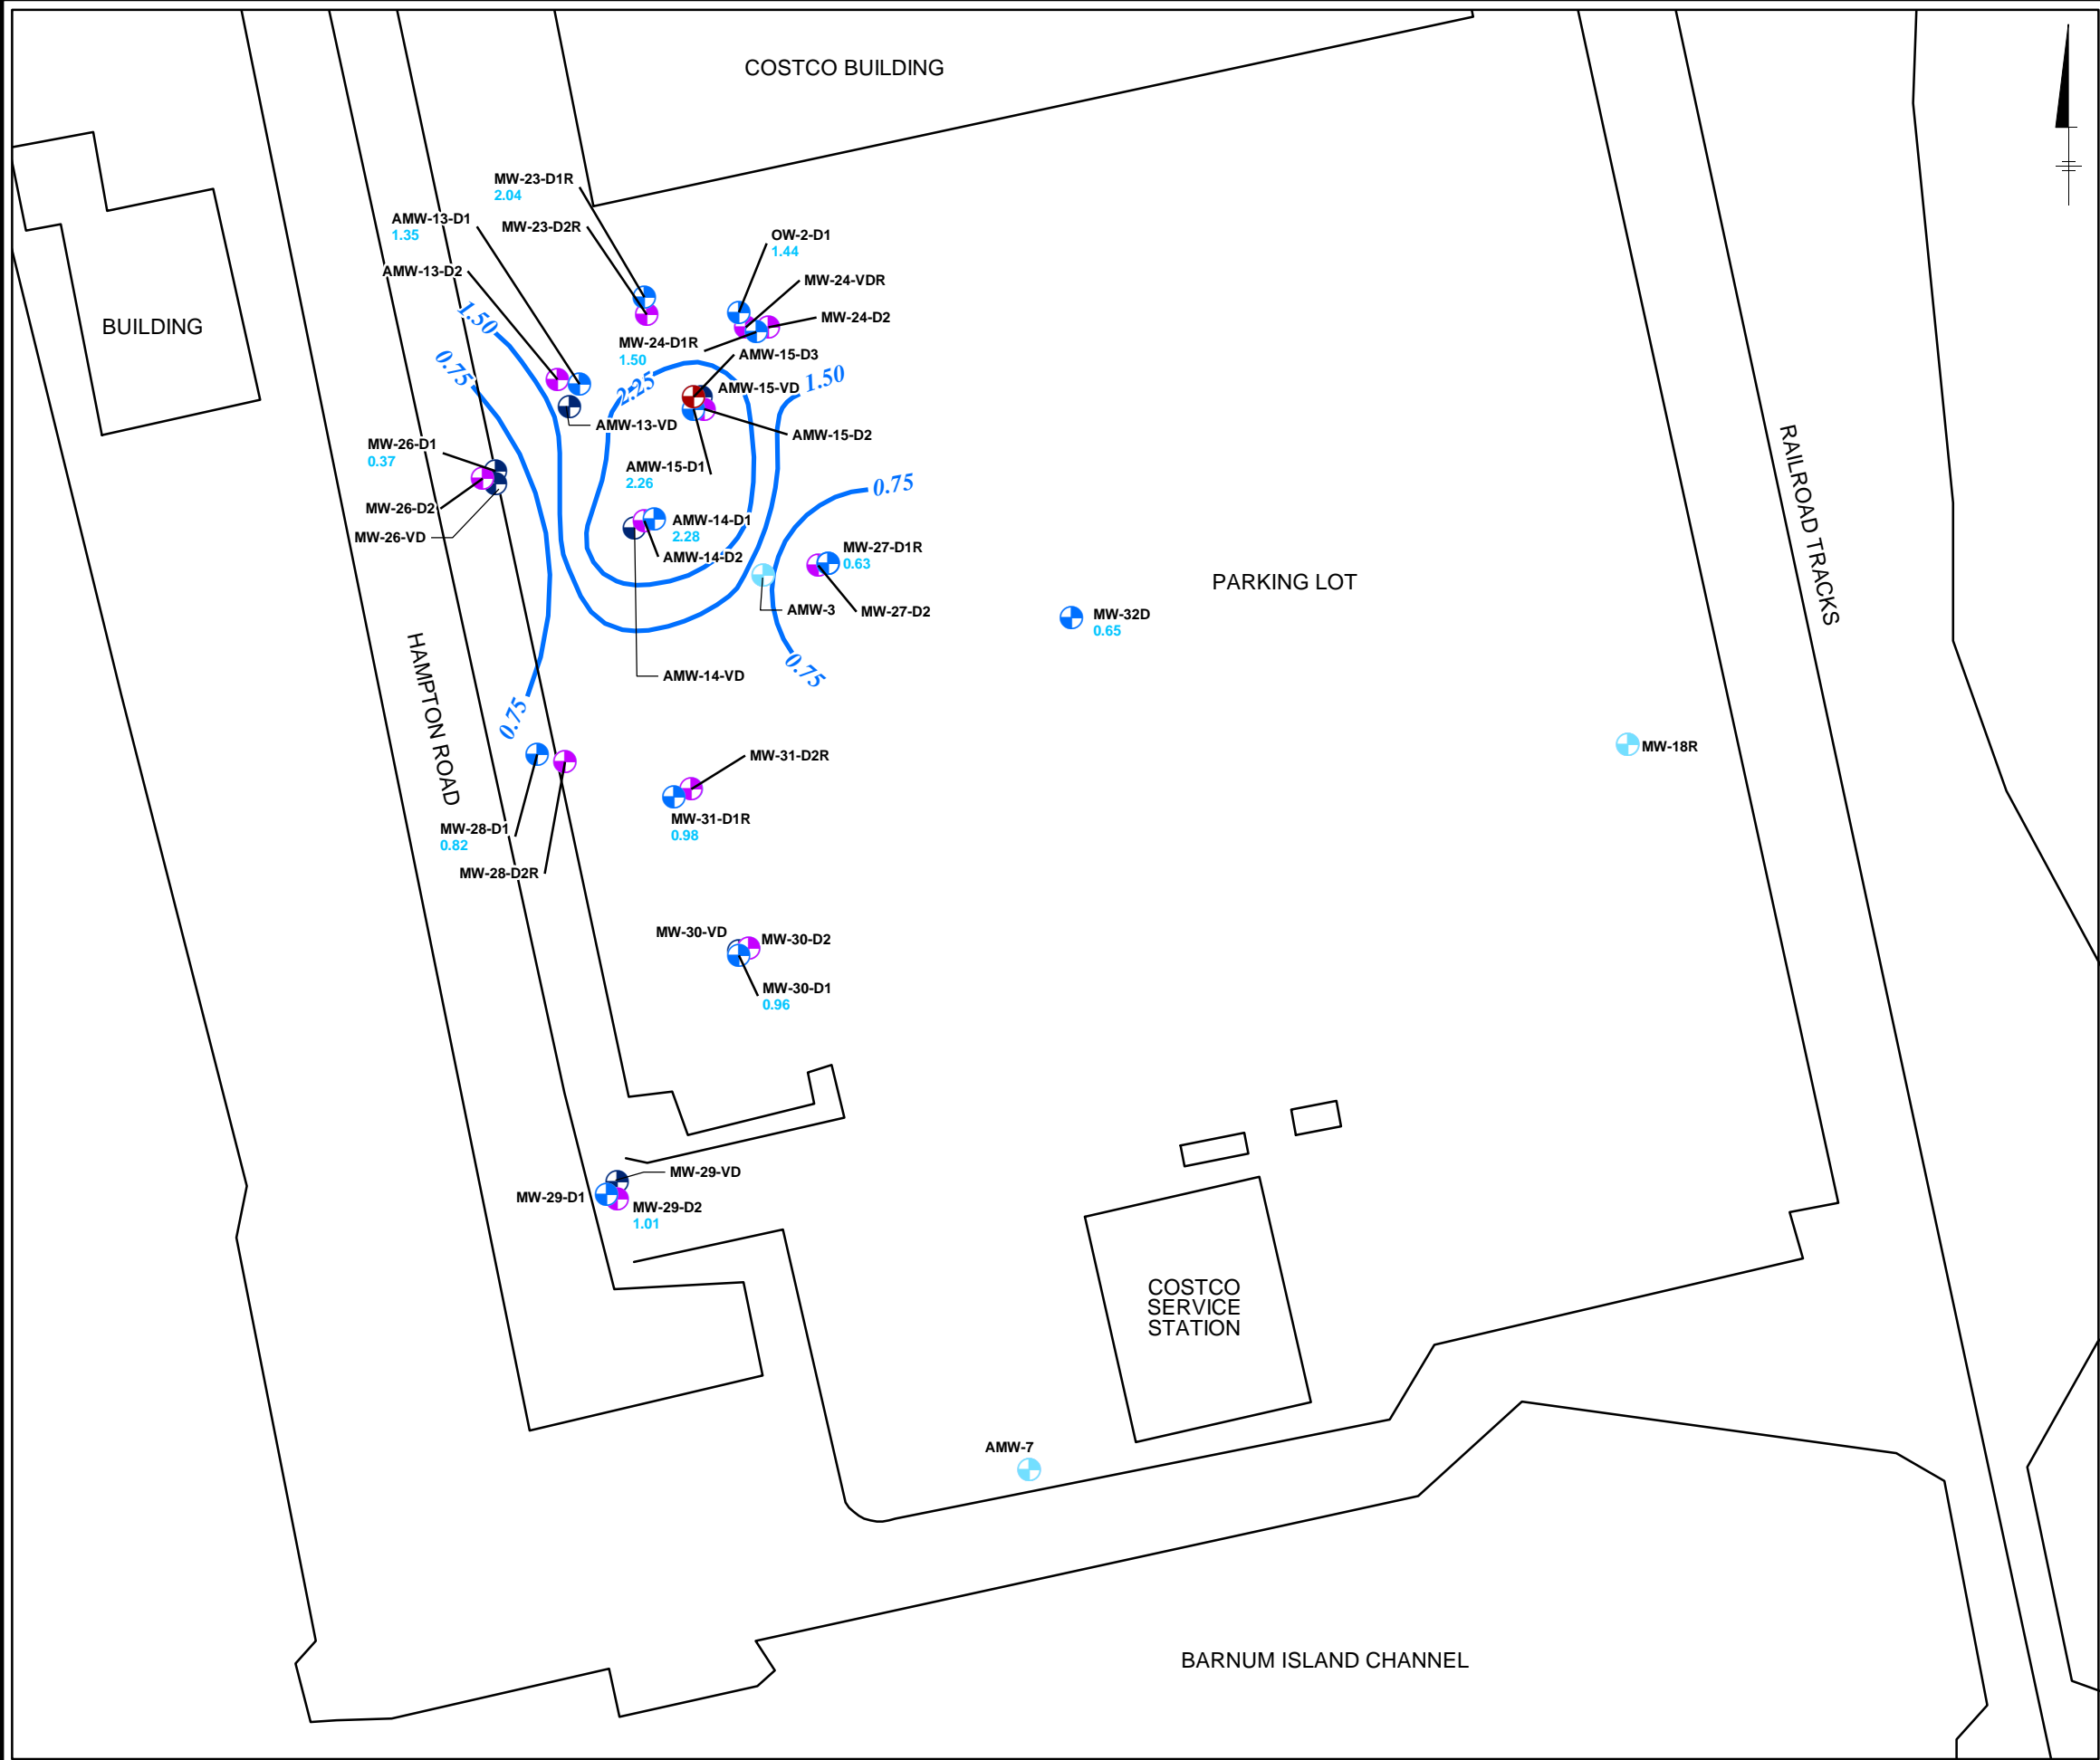 COSTCO BUILDING
MW-23-D1R
2.04
AMW-13-D1
1.35
MW-23-D2R
OW-2-D1
1.44
AMW-13-D2
MW-24-VDR
MW-24-D2
1.50
BUILDING
MW-24-D1R
1.50
AMW-15-D3
0.75
2.25
AMW-15-VD
1.50
AMW-13-VD
AMW-15-D2
MW-26-D1
0.37
AMW-15-D1
2.26
0.75
MW-26-D2
AMW-14-D1
2.28
MW-26-VD
AMW-14-D2
MW-27-D1R
0.63
AMW-3
MW-27-D2
PARKING LOT
RAILROAD TRACKS
MW-32D
0.65
0.75
AMW-14-VD
HAMPTON ROAD
0.75
MW-18R
MW-31-D2R
MW-28-D1
0.82
MW-31-D1R
0.98
MW-28-D2R
MW-30-VD
MW-30-D2
MW-30-D1
0.96
MW-29-VD
MW-29-D1
MW-29-D2
1.01
COSTCO
SERVICE
STATION
AMW-7
BARNUM ISLAND CHANNEL